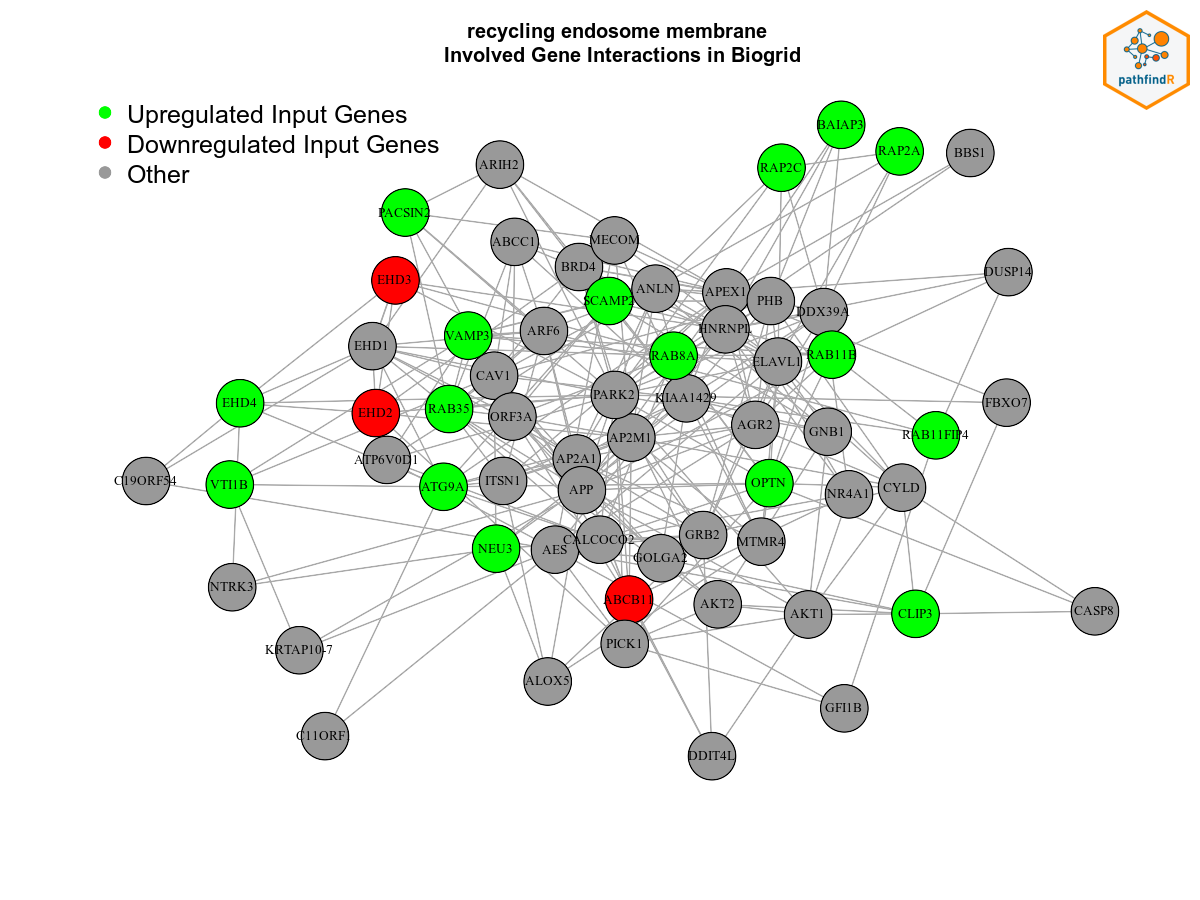 recycling endosome membrane
Involved Gene Interactions in Biogrid
pathfindR
Upregulated Input Genes
Downregulated Input Genes
Other
BAIAP3
RAP2A
BBS1
ARIH2
RAP2C
PACSIN2
ABCC1
MECOM
BRD4
EHD3
DUSP14
ANLN
APEX1
SCAMP2
PHB
DDX39A
ARF6
HNRNPL
VAMP3
EHD1
RAB8A
RAB11B
ELAVL1
CAV1
PARK2
KIAA1429
EHD4
FBXO7
RAB35
EHD2
ORF3A
AGR2
GNB1
RAB11FIP4
AP2M1
ATP6V0D1
AP2A1
C19ORF54
VTI1B
ATG9A
ITSN1
APP
OPTN
NR4A1
CYLD
NEU3
AES
CALCOCO2
GRB2
MTMR4
GOLGA2
NTRK3
ABCB11
AKT2
AKT1
CLIP3
CASP8
KRTAP10-7
PICK1
ALOX5
GFI1B
DDIT4L